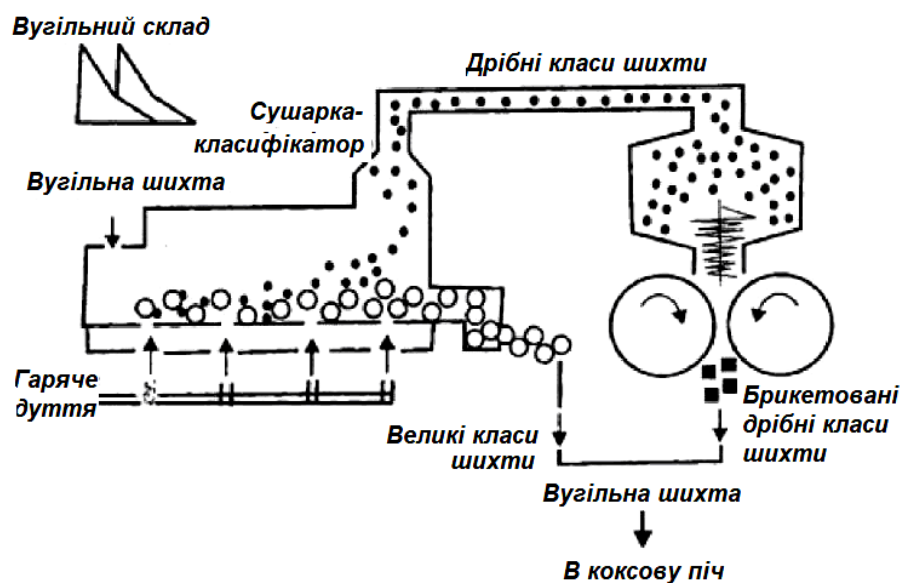 Вугільний склад
Дрібні класи шихти
Сушарка-
класифікатор
Вугільна шихта
Гаряче
дуття
Великі класи
шихти
Брикетовані
дрібні класи
шихти
Вугільна шихта
В коксову піч